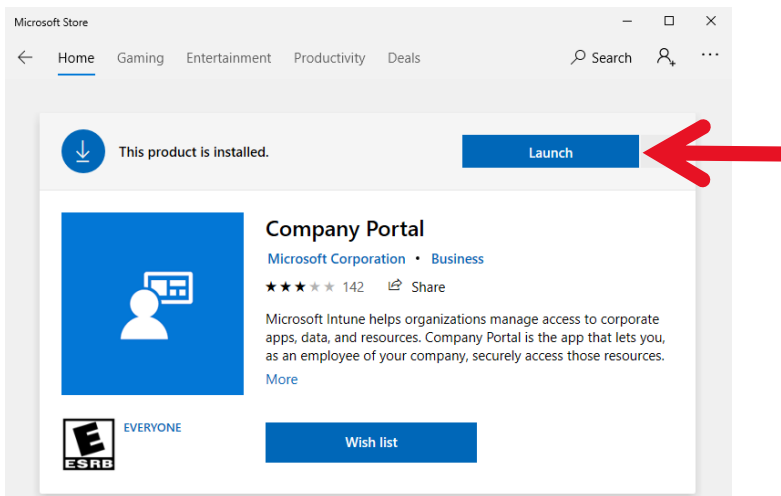 Microsoft Store
Home Gaming Entertainment Productivity Deals Search
This product is installed. Launch
Company Portal
Microsoft Corporation • Business
142 Share
Microsoft Intune helps organizations manage access to corporate
apps, data, and resources. Company Portal is the app that lets you,
as an employee of your company, securely access those resources.
More
E EVERYONE
ESRB
Wish list